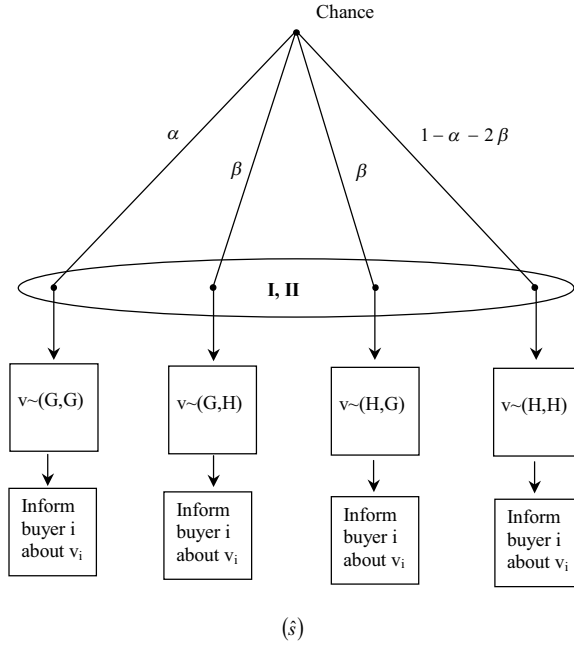 Chance
α
β
β
1 – α – 2 β
I, II
v~(G,G)
v~(G,H)
v~(H,G)
v~(H,H)
Inform
buyer i
about vᵢ
Inform
buyer i
about vᵢ
Inform
buyer i
about vᵢ
Inform
buyer i
about vᵢ
(ŝ)